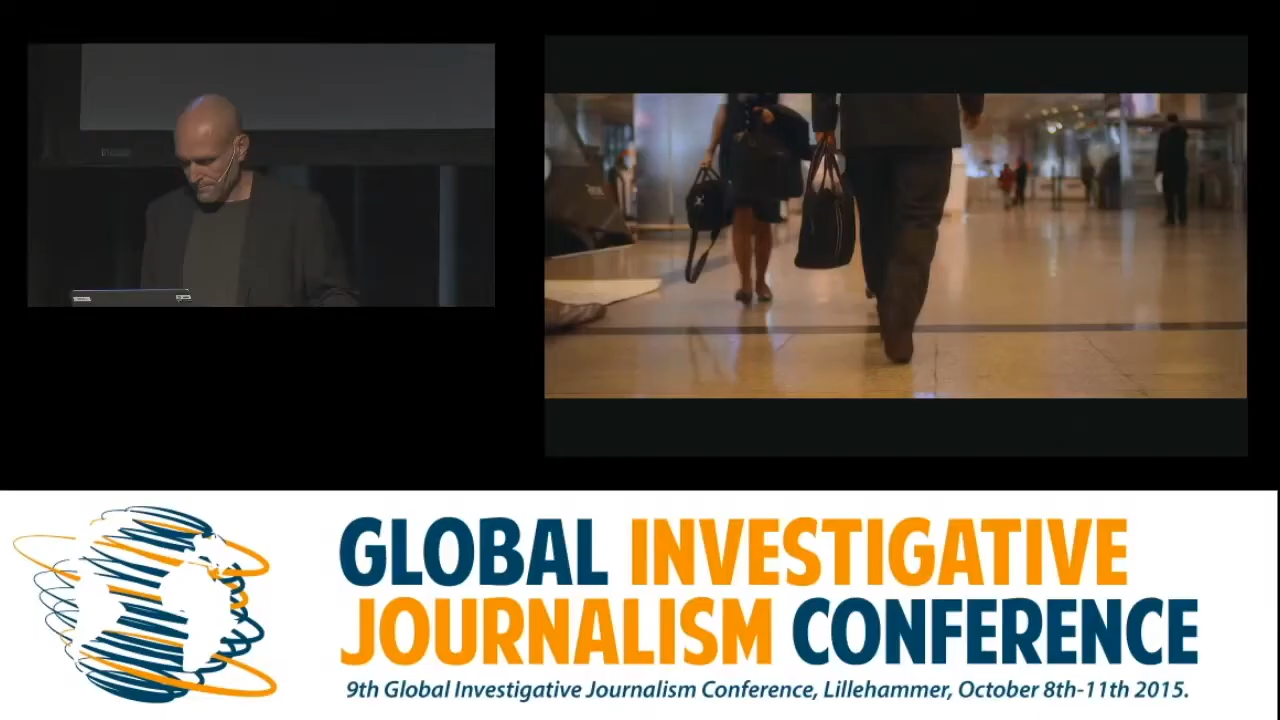 GLOBAL INVESTIGATIVE
JOURNALISM CONFERENCE
9th Global Investigative Journalism Conference, Lillehammer, October 8th-11th 2015.